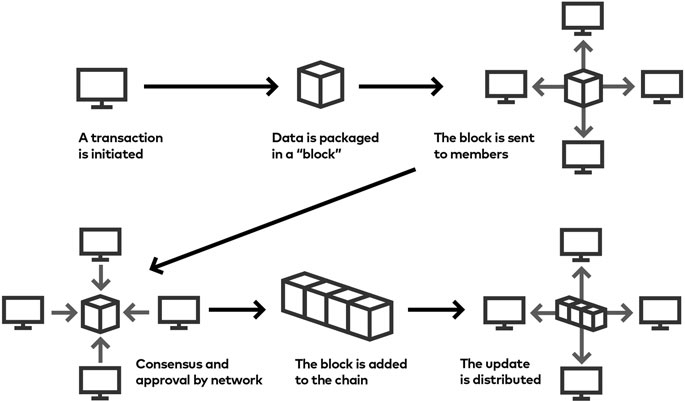 A transaction
is initiated
Data is packaged
in a “block”
The block is sent
to members
Consensus and
approval by network
The block is added
to the chain
The update
is distributed